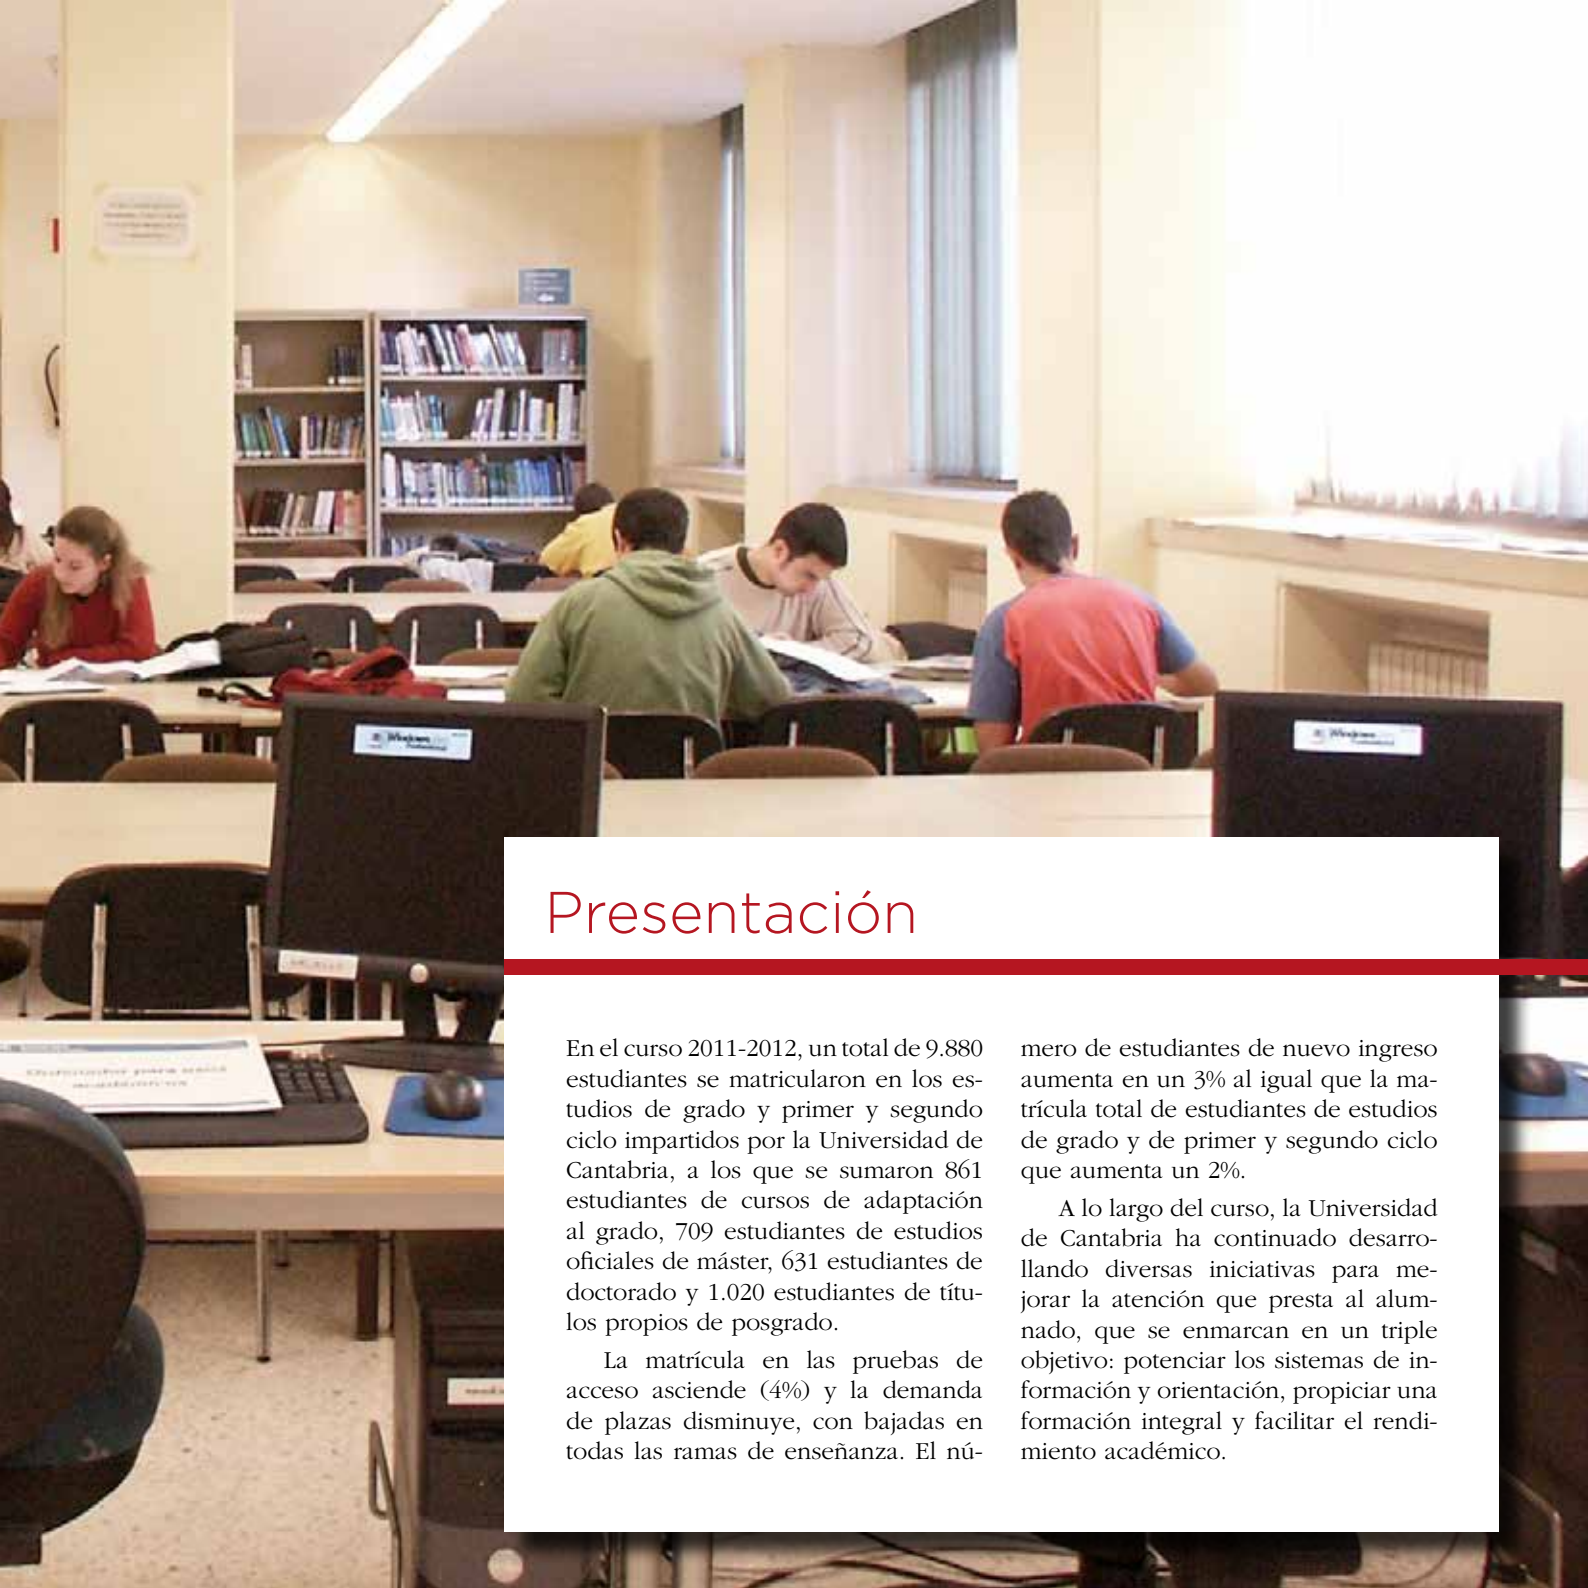 Presentación
En el curso 2011-2012, un total de 9.880
estudiantes se matricularon en los es-
tudios de grado y primer y segundo
ciclo impartidos por la Universidad de
Cantabria, a los que se sumaron 861
estudiantes de cursos de adaptación
al grado, 709 estudiantes de estudios
oficiales de máster, 631 estudiantes de
doctorado y 1.020 estudiantes de títu-
los propios de posgrado.
La matrícula en las pruebas de
acceso asciende (4%) y la demanda
de plazas disminuye, con bajadas en
todas las ramas de enseñanza. El nú-
mero de estudiantes de nuevo ingreso
aumenta en un 3% al igual que la ma-
trícula total de estudiantes de estudios
de grado y de primer y segundo ciclo
que aumenta un 2%.
A lo largo del curso, la Universidad
de Cantabria ha continuado desarro-
llando diversas iniciativas para me-
jorar la atención que presta al alum-
nado, que se enmarcan en un triple
objetivo: potenciar los sistemas de in-
formación y orientación, propiciar una
formación integral y facilitar el rendi-
miento académico.
Windows
Windows
Ordenador para usos
académicos